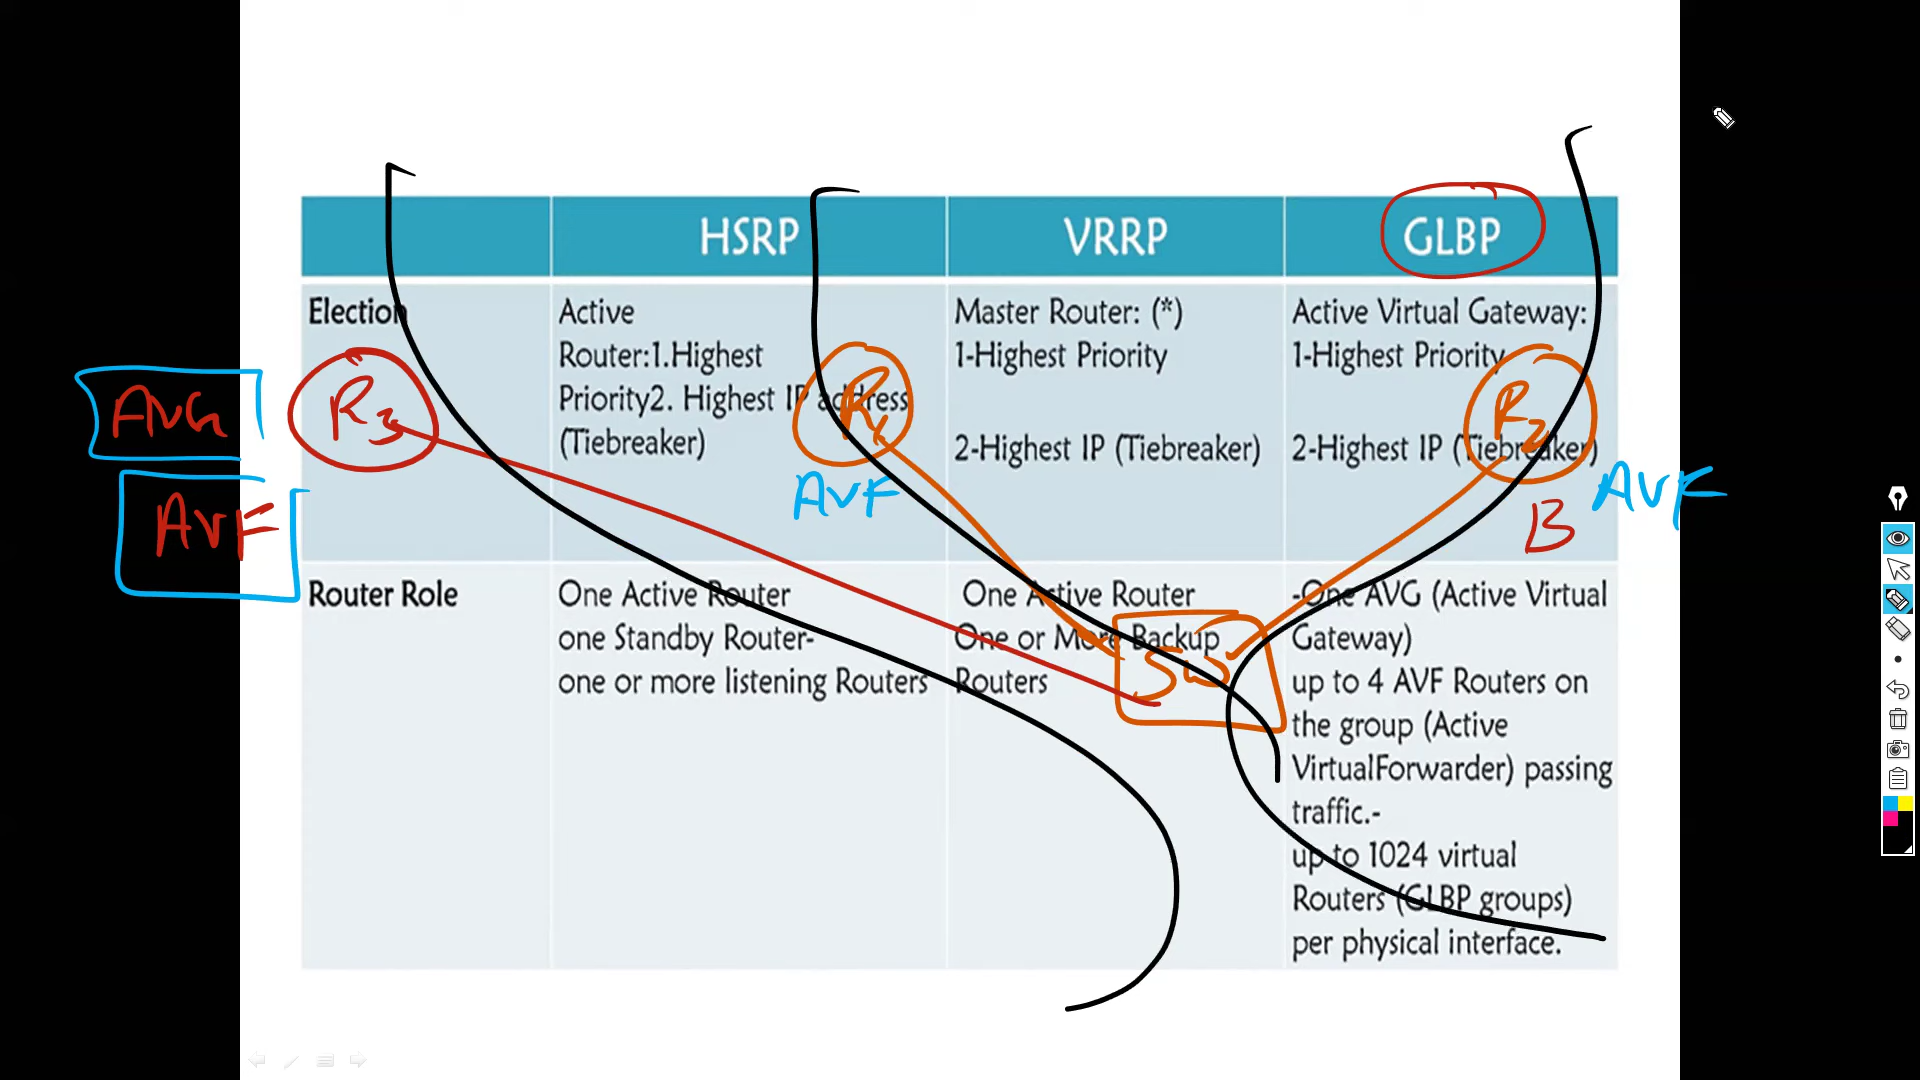 HSRP
VRRP
GLBP
Election
Active
Router:1.Highest
Priority2. Highest IP address
(Tiebreaker)
Master Router: (*)
1-Highest Priority
2-Highest IP (Tiebreaker)
Active Virtual Gateway:
1-Highest Priority
2-Highest IP (Tiebreaker)
AVG
R3
R1
R2
AVF
AVF
AVF
B
Router Role
One Active Router
one Standby Router-
one or more listening Routers
One Active Router
One or More Backup
Routers
SW
-One AVG (Active Virtual
Gateway)
up to 4 AVF Routers on
the group (Active
VirtualForwarder) passing
traffic.-
up to 1024 virtual
Routers (GLBP groups)
per physical interface.